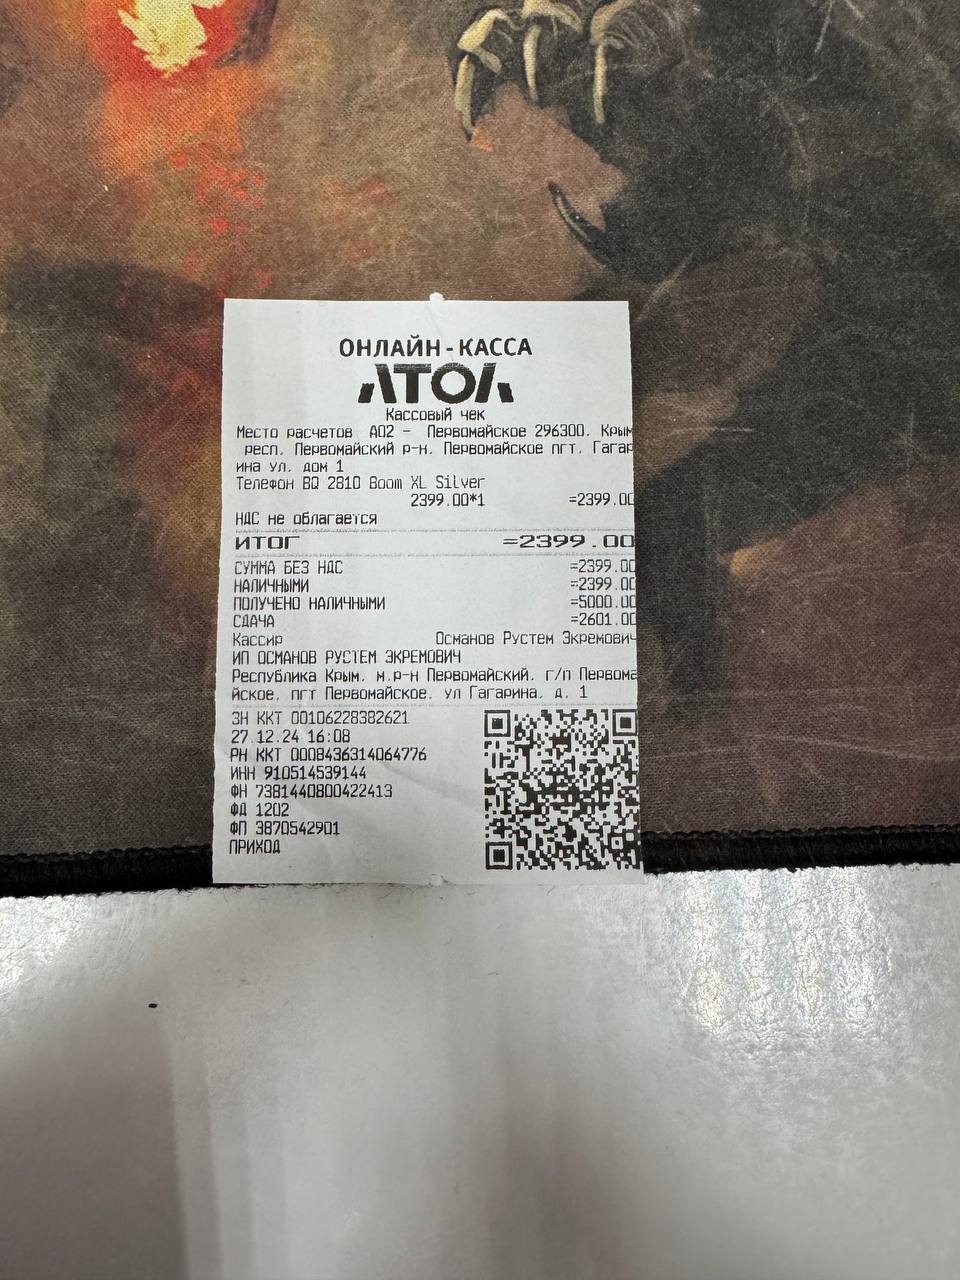 ОНЛАЙН-КАССА
АТОЛ
Кассовый чек
Место расчетов А02 - Первомайское 296300, Крым
респ, Первомайский р-н, Первомайское пгт, Гагар
ина ул, дом 1
Телефон BQ 2810 Boom XL Silver
2399.00*1 =2399.00
НДС не облагается
ИТОГ =2399.00
СУММА БЕЗ НДС =2399.00
НАЛИЧНЫМИ =2399.00
ПОЛУЧЕНО НАЛИЧНЫМИ =5000.00
СДАЧА =2601.00
Кассир Османов Рустем Экремович
ИП ОСМАНОВ РУСТЕМ ЭКРЕМОВИЧ
Республика Крым, м.р-н Первомайский, г/п Первома
йское, пгт Первомайское, ул Гагарина, д. 1
ЗН ККТ 00106228382621
27.12.24 16:08
РН ККТ 0008436314064776
ИНН 910514539144
ФН 7381440800422413
ФД 1202
ФП 3870542901
ПРИХОД